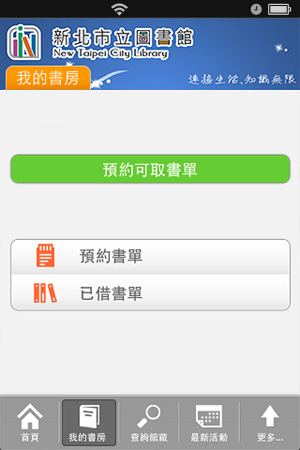 新北市立圖書館
New Taipei City Library
我的書房
連接生活、知識無限
預約可取書單
預約書單
已借書單
首頁
我的書房
查詢館藏
最新活動
更多...